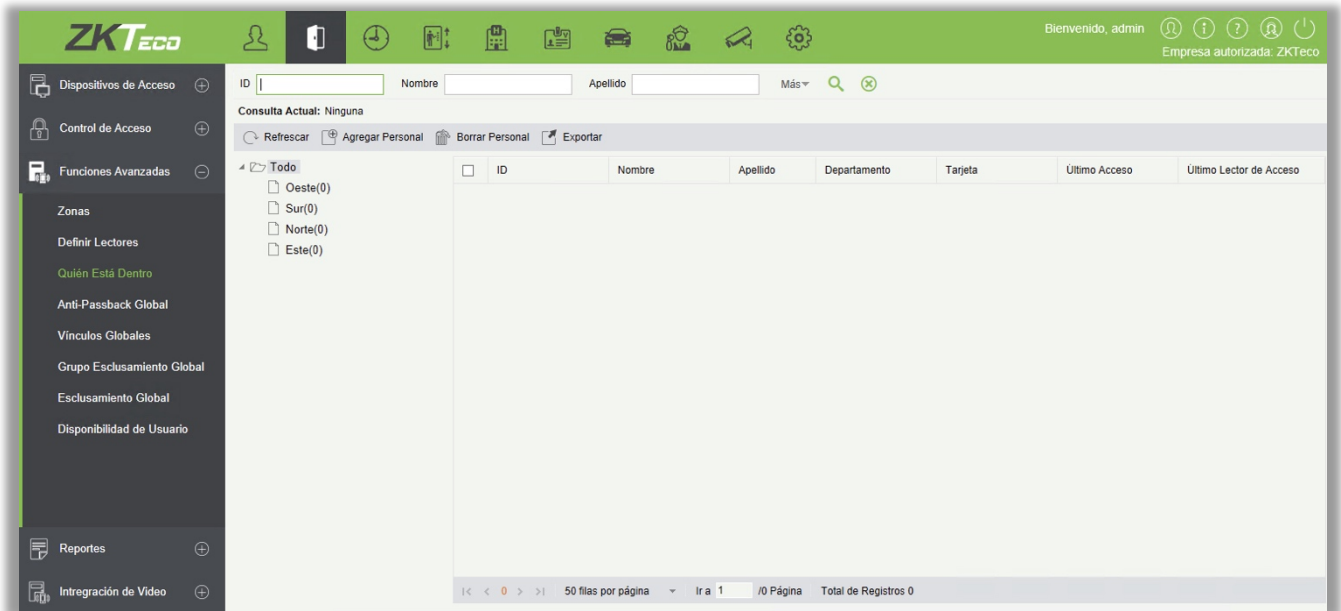 ZKTECO
Bienvenido, admin
Empresa autorizada: ZKTeco
Dispositivos de Acceso
Control de Acceso
Funciones Avanzadas
Zonas
Definir Lectores
Quién Está Dentro
Anti-Passback Global
Vínculos Globales
Grupo Esclusamiento Global
Esclusamiento Global
Disponibilidad de Usuario
Reportes
Intregración de Video
ID Nombre Apellido Más
Consulta Actual: Ninguna
Refrescar Agregar Personal Borrar Personal Exportar
Todo
Oeste(0)
Sur(0)
Norte(0)
Este(0)
ID Nombre Apellido Departamento Tarjeta Último Acceso Último Lector de Acceso
|< < 0 > >| 50 filas por página Ir a 1 /0 Página Total de Registros 0